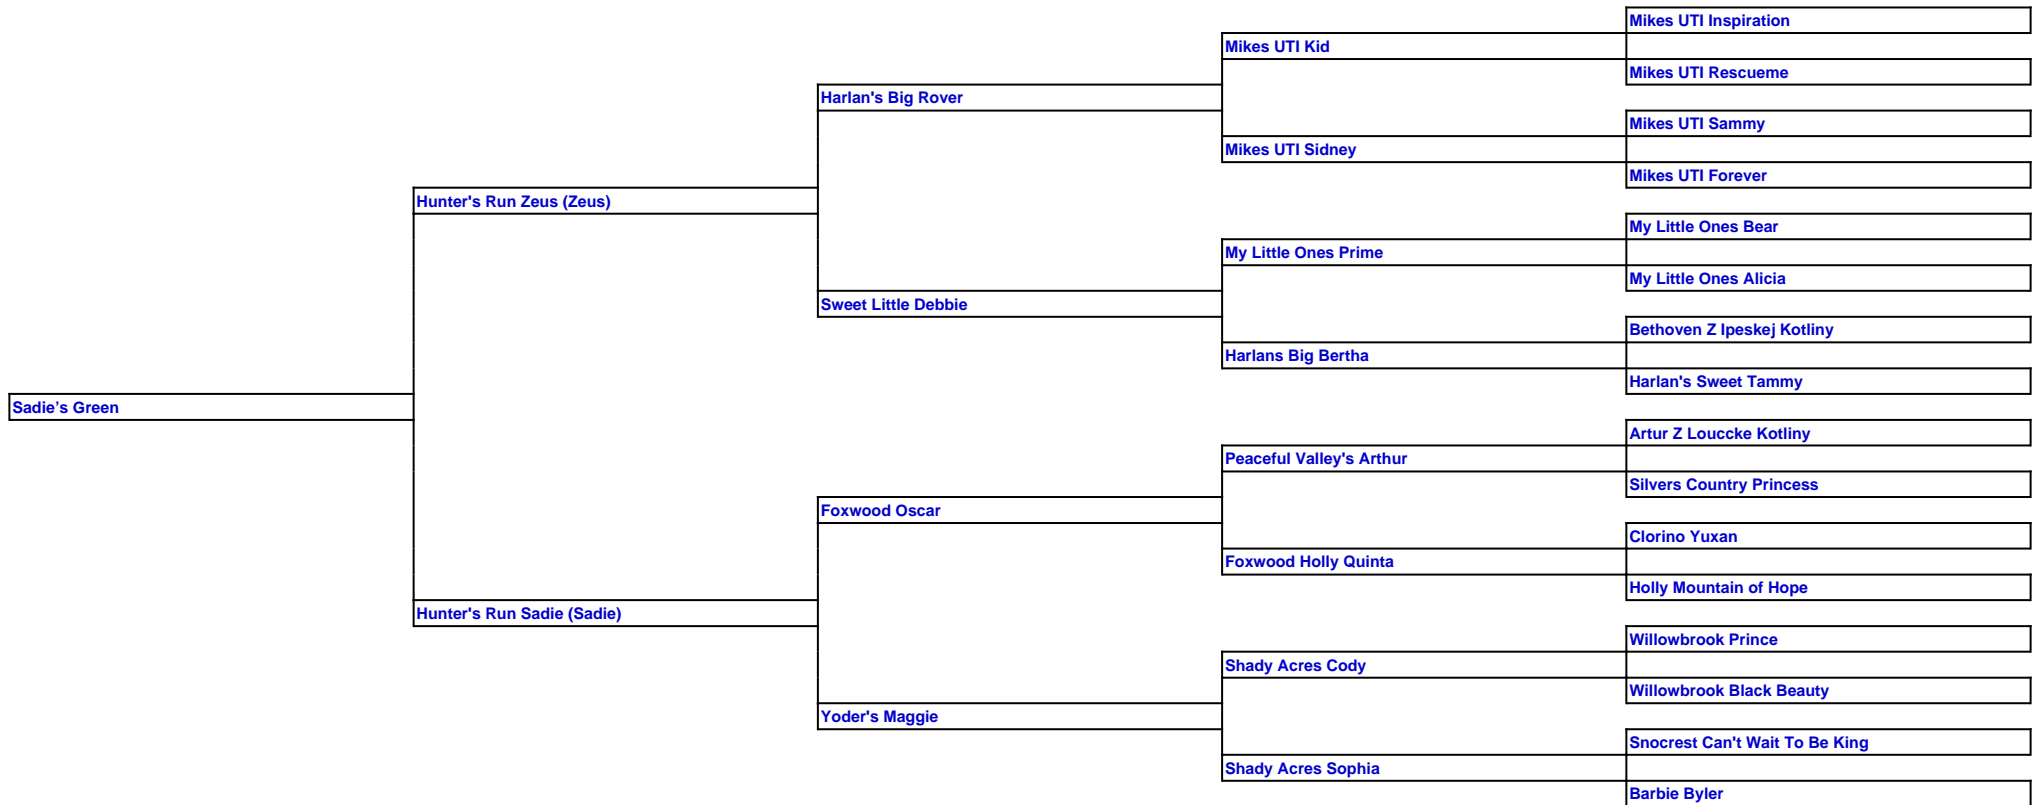 Mikes UTI Inspiration
Mikes UTI Kid
Mikes UTI Rescueme
Harlan's Big Rover
Mikes UTI Sammy
Mikes UTI Sidney
Mikes UTI Forever
Hunter's Run Zeus (Zeus)
My Little Ones Bear
My Little Ones Prime
My Little Ones Alicia
Sweet Little Debbie
Bethoven Z Ipeskej Kotliny
Harlans Big Bertha
Harlan's Sweet Tammy
Sadie’s Green
Artur Z Louccke Kotliny
Peaceful Valley's Arthur
Silvers Country Princess
Foxwood Oscar
Clorino Yuxan
Foxwood Holly Quinta
Holly Mountain of Hope
Hunter's Run Sadie (Sadie)
Willowbrook Prince
Shady Acres Cody
Willowbrook Black Beauty
Yoder's Maggie
Snocrest Can't Wait To Be King
Shady Acres Sophia
Barbie Byler